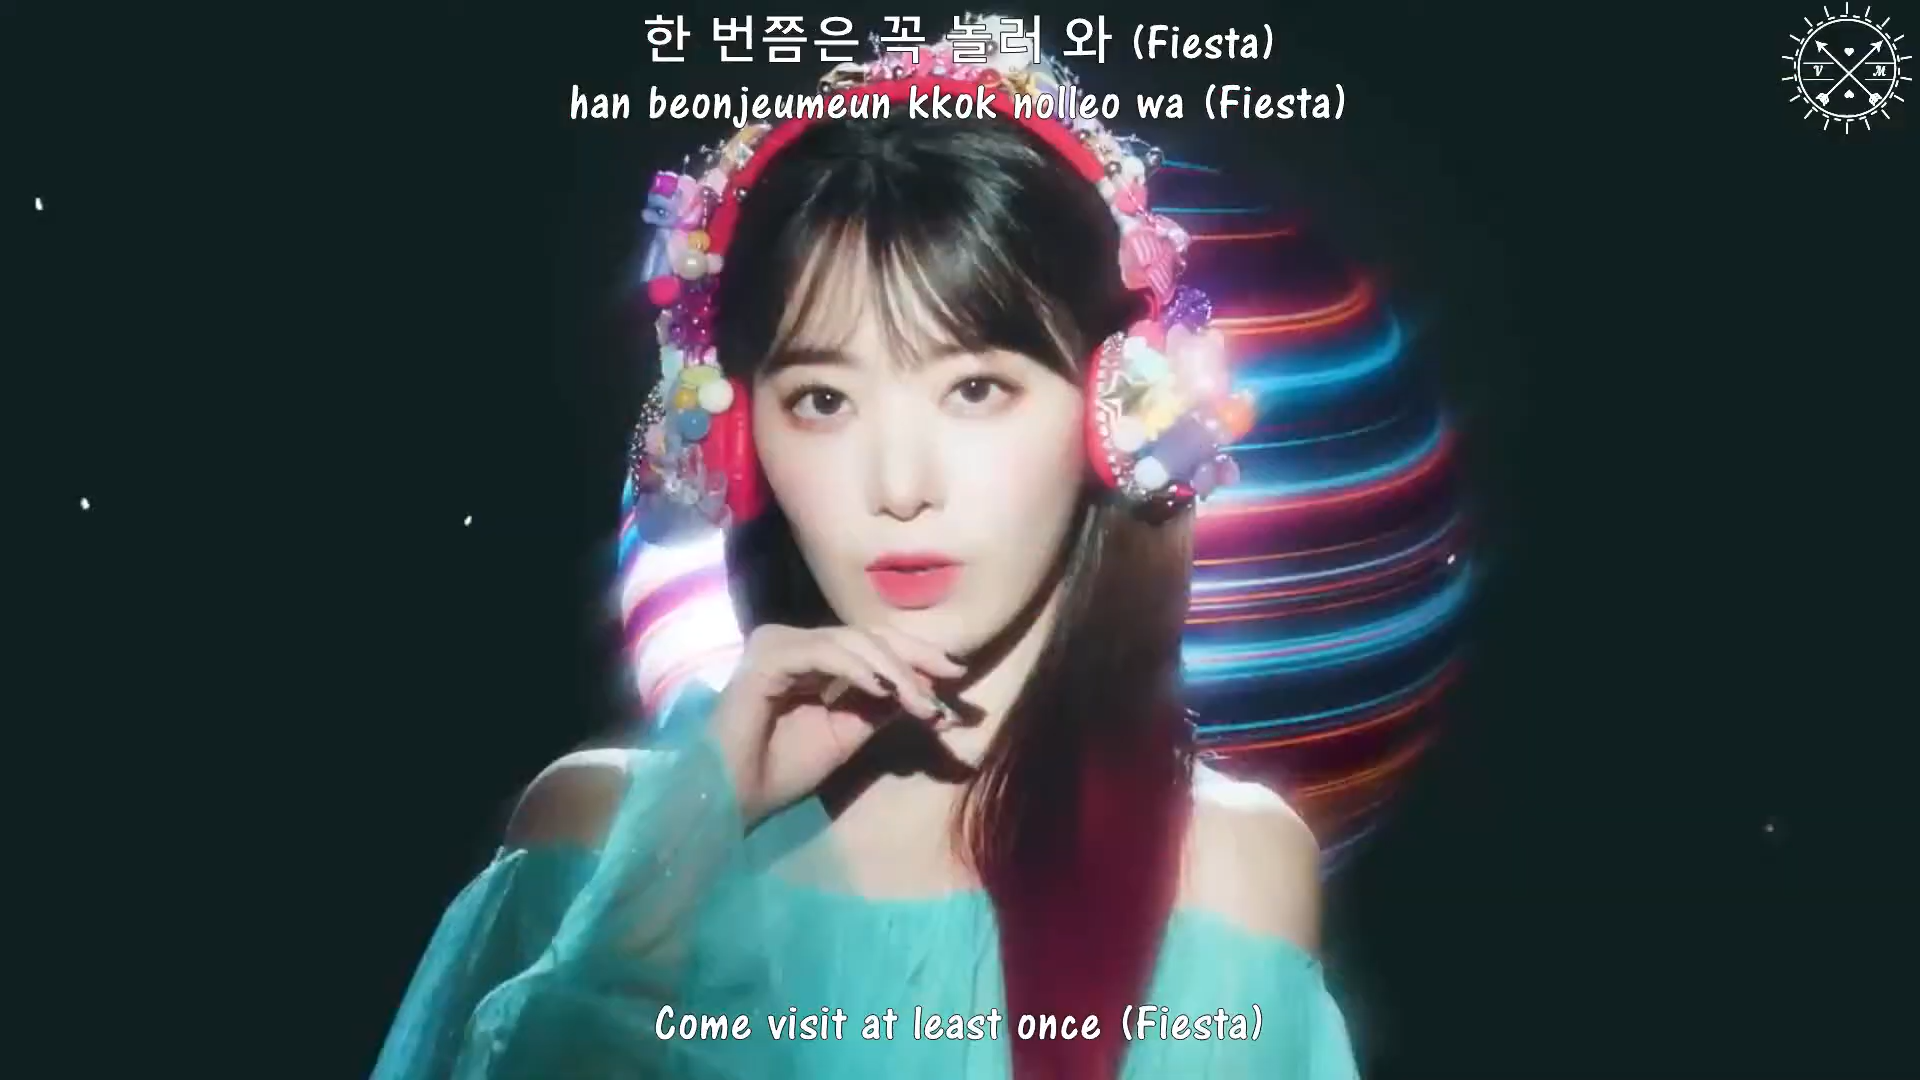 한 번쯤은 꼭 놀러 와 (Fiesta)
han beonjeumeun kkok nolleo wa (Fiesta)
V M
Come visit at least once (Fiesta)